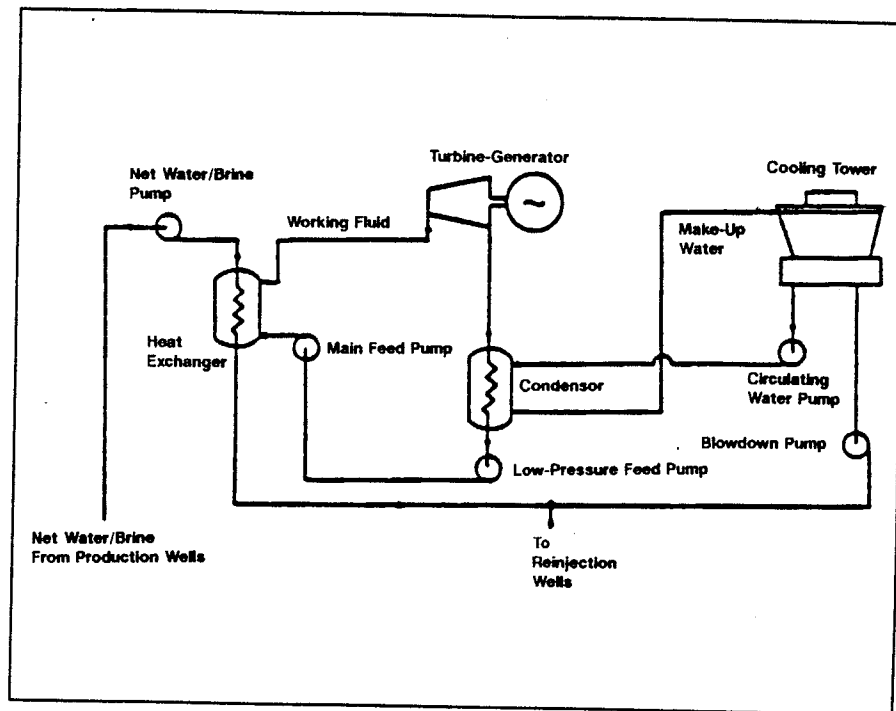 Turbine-Generator
Cooling Tower
Net Water/Brine
Pump
Working Fluid
Make-Up
Water
Heat
Exchanger
Main Feed Pump
Condensor
Circulating
Water Pump
Blowdown Pump
Low-Pressure Feed Pump
Net Water/Brine
From Production Wells
To
Reinjection
Wells
~